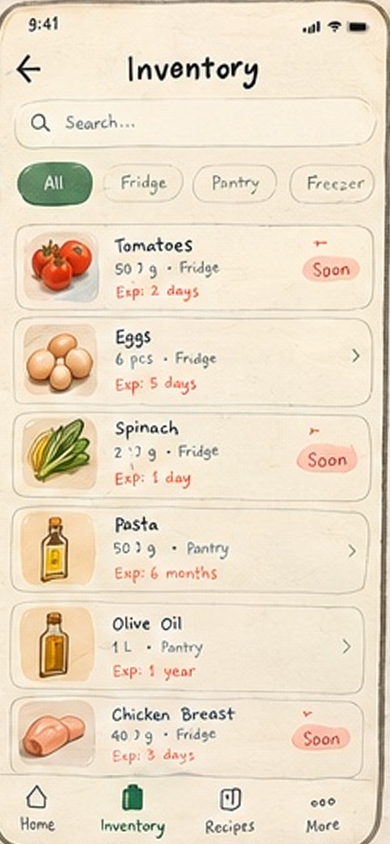 9:41
Inventory
Search...
All Fridge Pantry Freezer
Tomatoes
g • Fridge
Exp: 2 days
Soon
Eggs
6 pcs • Fridge
Exp: 5 days
Spinach
g • Fridge
Exp: 1 day
Soon
Pasta
g • Pantry
Exp: 6 months
Olive Oil
1 L • Pantry
Exp: 1 year
Chicken Breast
g • Fridge
Exp: 3 days
Soon
Home Inventory Recipes More